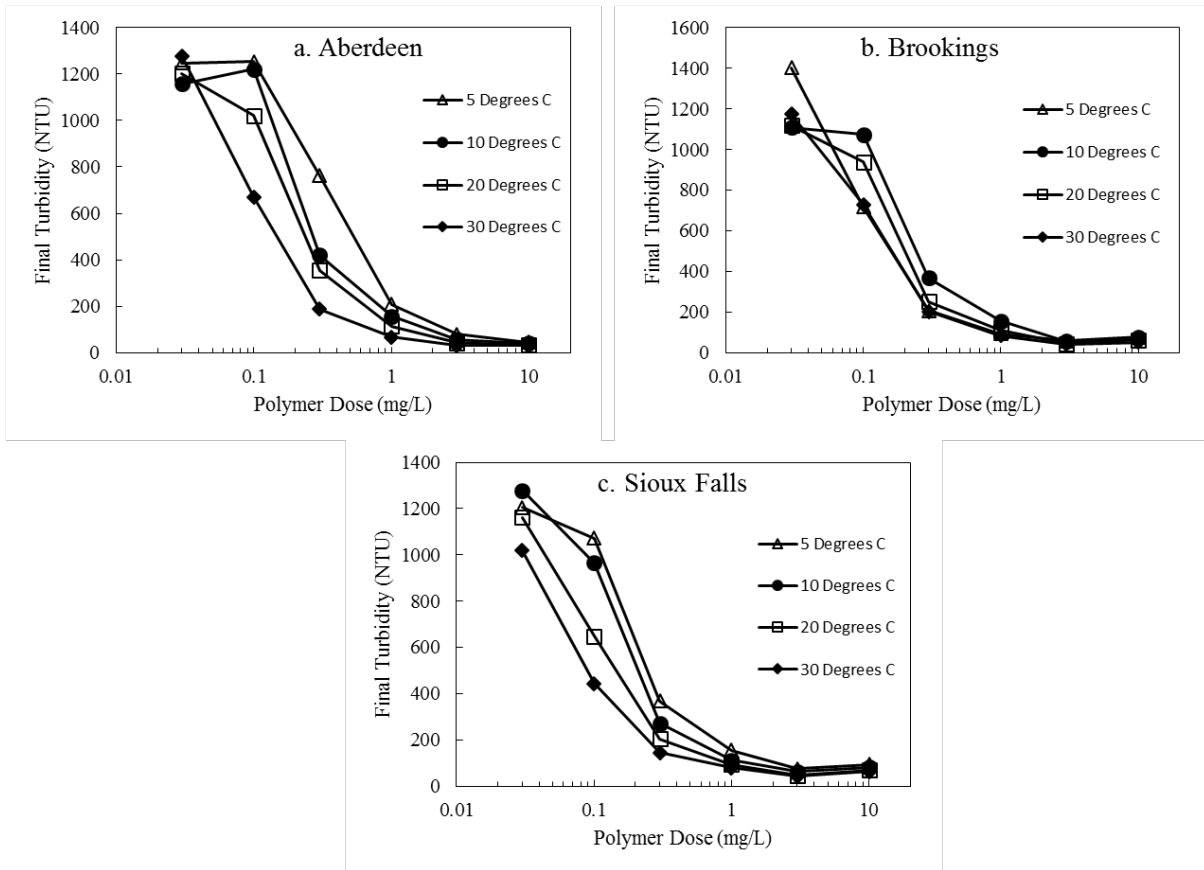 a. Aberdeen
1400
1200
1000
800
600
400
200
0
Final Turbidity (NTU)
5 Degrees C
10 Degrees C
20 Degrees C
30 Degrees C
0.01 0.1 1 10
Polymer Dose (mg/L)
b. Brookings
1600
1400
1200
1000
800
600
400
200
0
Final Turbidity (NTU)
5 Degrees C
10 Degrees C
20 Degrees C
30 Degrees C
0.01 0.1 1 10
Polymer Dose (mg/L)
c. Sioux Falls
1400
1200
1000
800
600
400
200
0
Final Turbidity (NTU)
5 Degrees C
10 Degrees C
20 Degrees C
30 Degrees C
0.01 0.1 1 10
Polymer Dose (mg/L)